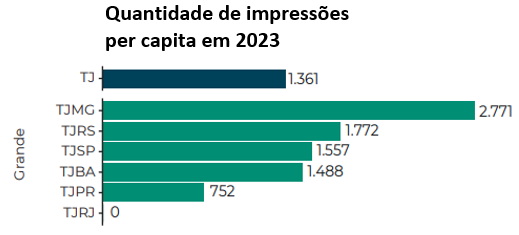 Quantidade de impressões
per capita em 2023
TJ 1.361
Grande
TJMG 2.771
TJRS 1.772
TJSP 1.557
TJBA 1.488
TJPR 752
TJRJ 0